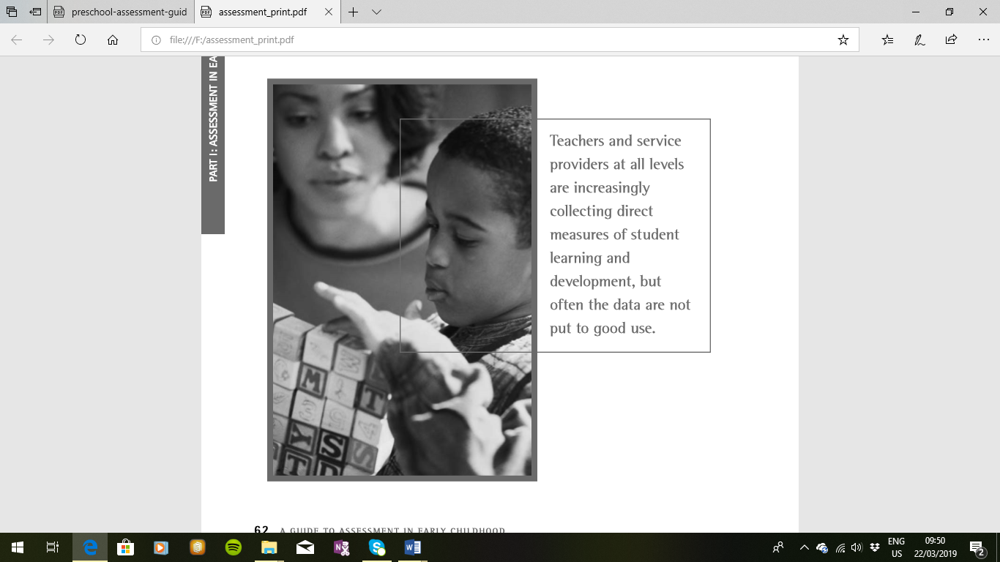 preschool-assessment-guid
assessment_print.pdf
file:///F:/assessment_print.pdf
PART I: ASSESSMENT IN EA
Teachers and service
providers at all levels
are increasingly
collecting direct
measures of student
learning and
development, but
often the data are not
put to good use.
M
T
Y S S
T D
62 A GUIDE TO ASSESSMENT IN EARLY CHILDHOOD
ENG
US
09:50
22/03/2019
2